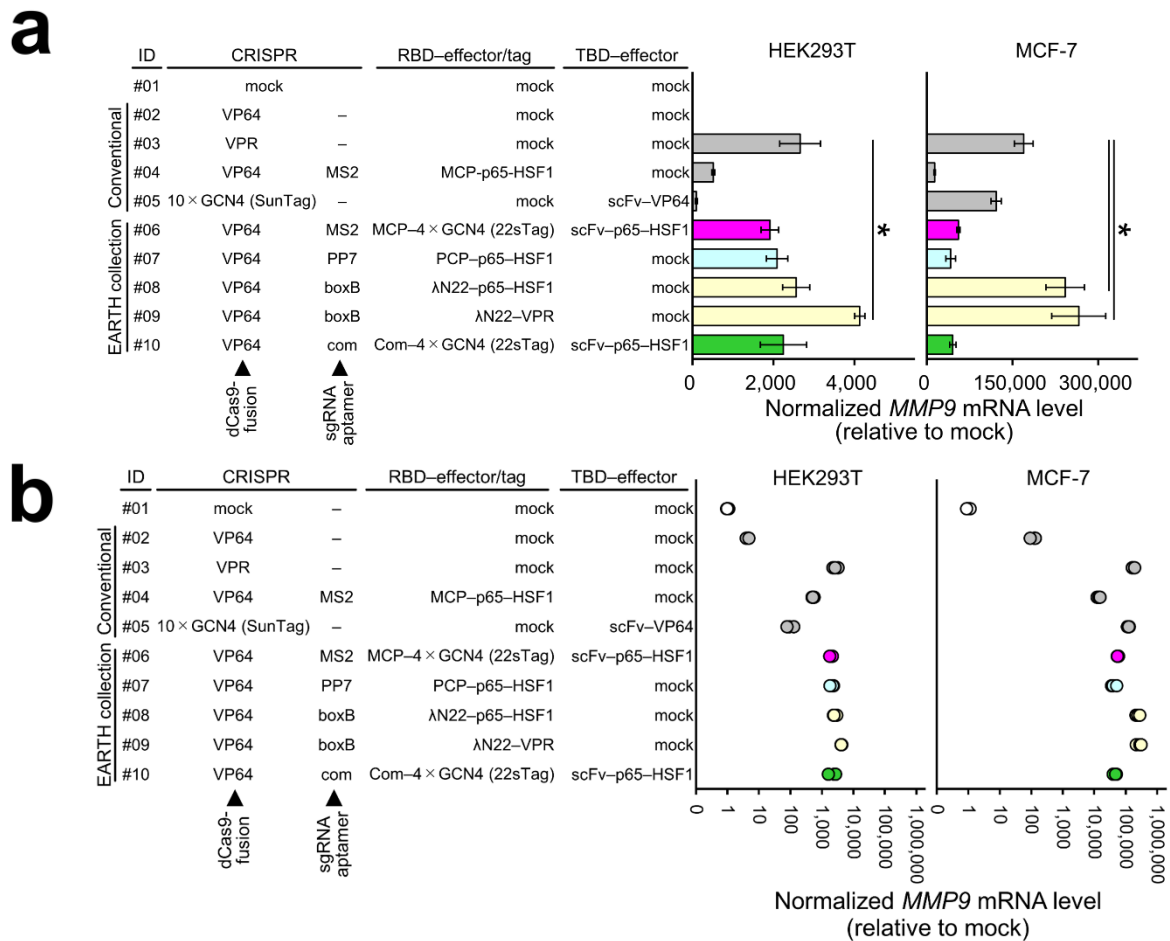 a
ID CRISPR RBD–effector/tag TBD–effector HEK293T MCF-7
#01 mock mock mock
Conventional
#02 VP64 – mock mock
#03 VPR – mock mock
#04 VP64 MS2 MCP-p65-HSF1 mock
#05 10×GCN4 (SunTag) – mock scFv–VP64
EARTH collection
#06 VP64 MS2 MCP–4×GCN4 (22sTag) scFv–p65–HSF1 * *
#07 VP64 PP7 PCP–p65–HSF1 mock
#08 VP64 boxB λN22–p65–HSF1 mock
#09 VP64 boxB λN22–VPR mock
#10 VP64 com Com–4×GCN4 (22sTag) scFv–p65–HSF1
0 2,000 4,000 0 150,000 300,000
dCas9-
fusion
sgRNA
aptamer
Normalized MMP9 mRNA level
(relative to mock)
b
ID CRISPR RBD–effector/tag TBD–effector HEK293T MCF-7
#01 mock – mock mock
Conventional
#02 VP64 – mock mock
#03 VPR – mock mock
#04 VP64 MS2 MCP–p65–HSF1 mock
#05 10×GCN4 (SunTag) – mock scFv–VP64
EARTH collection
#06 VP64 MS2 MCP–4×GCN4 (22sTag) scFv–p65–HSF1
#07 VP64 PP7 PCP–p65–HSF1 mock
#08 VP64 boxB λN22–p65–HSF1 mock
#09 VP64 boxB λN22–VPR mock
#10 VP64 com Com–4×GCN4 (22sTag) scFv–p65–HSF1
0 1 10 100 1,000 10,000 100,000 1,000,000 0 1 10 100 1,000 10,000 100,000 1,000,000
dCas9-
fusion
sgRNA
aptamer
Normalized MMP9 mRNA level
(relative to mock)